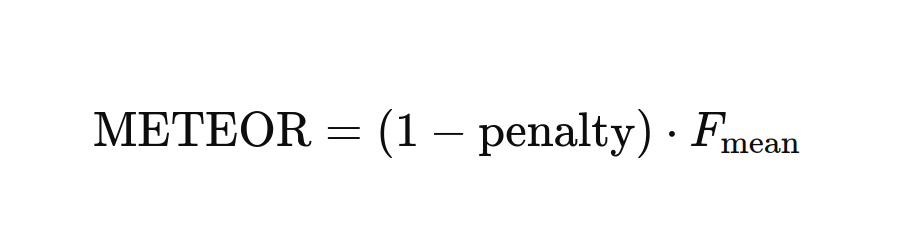 METEOR = (1 − penalty) · F_mean